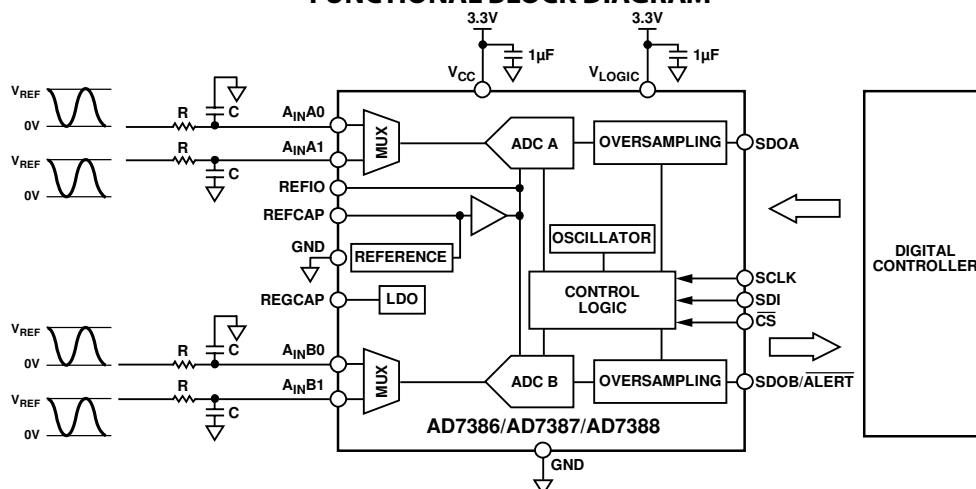 FUNCTIONAL BLOCK DIAGRAM
3.3V
3.3V
1µF
1µF
VCC
VLOGIC
VREF
0V
R
C
AINA0
VREF
0V
R
C
AINA1
MUX
ADC A
OVERSAMPLING
SDOA
REFIO
REFCAP
GND
REFERENCE
OSCILLATOR
REGCAP
LDO
CONTROL
LOGIC
SCLK
SDI
CS
DIGITAL
CONTROLLER
VREF
0V
R
C
AINB0
VREF
0V
R
C
AINB1
MUX
ADC B
OVERSAMPLING
SDOB/ALERT
AD7386/AD7387/AD7388
GND